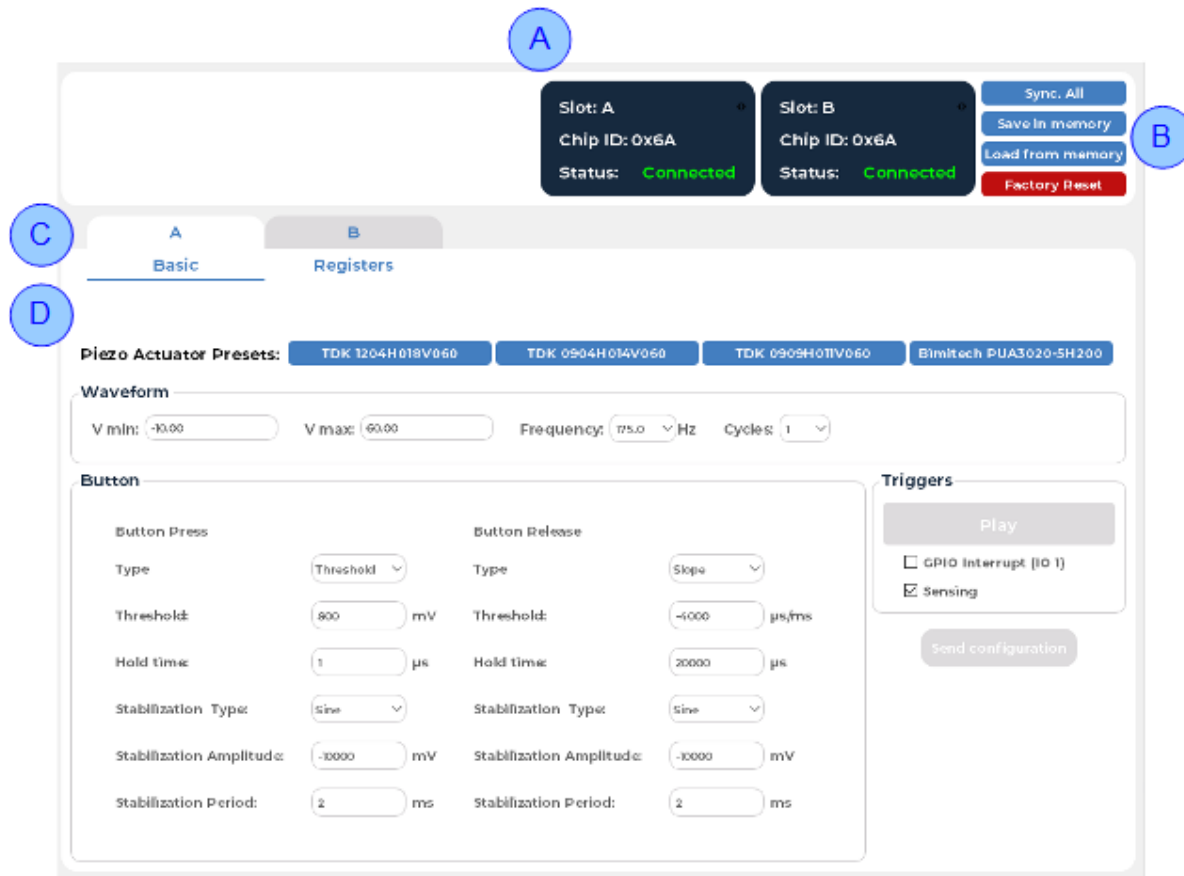 A
Slot: A
Chip ID: 0x6A
Status: Connected
Slot: B
Chip ID: 0x6A
Status: Connected
Sync. All
Save in memory
Load from memory
Factory Reset
B
C
A B
Basic Registers
D
Piezo Actuator Presets: TDK 1204H018V060 TDK 0904H014V060 TDK 0909H011V060 Bimitech PUA3020-5H200
Waveform
V min: -10.00 V max: 60.00 Frequency: 175.0 Hz Cycles: 1
Button
Button Press
Type Threshold
Threshold: 800 mV
Hold time: 1 µs
Stabilization Type: Sine
Stabilization Amplitude: -10000 mV
Stabilization Period: 2 ms
Button Release
Type Slope
Threshold: -4000 µs/ms
Hold time: 20000 µs
Stabilization Type: Sine
Stabilization Amplitude: -10000 mV
Stabilization Period: 2 ms
Triggers
Play
GPIO Interrupt (IO 1)
Sensing
Send configuration